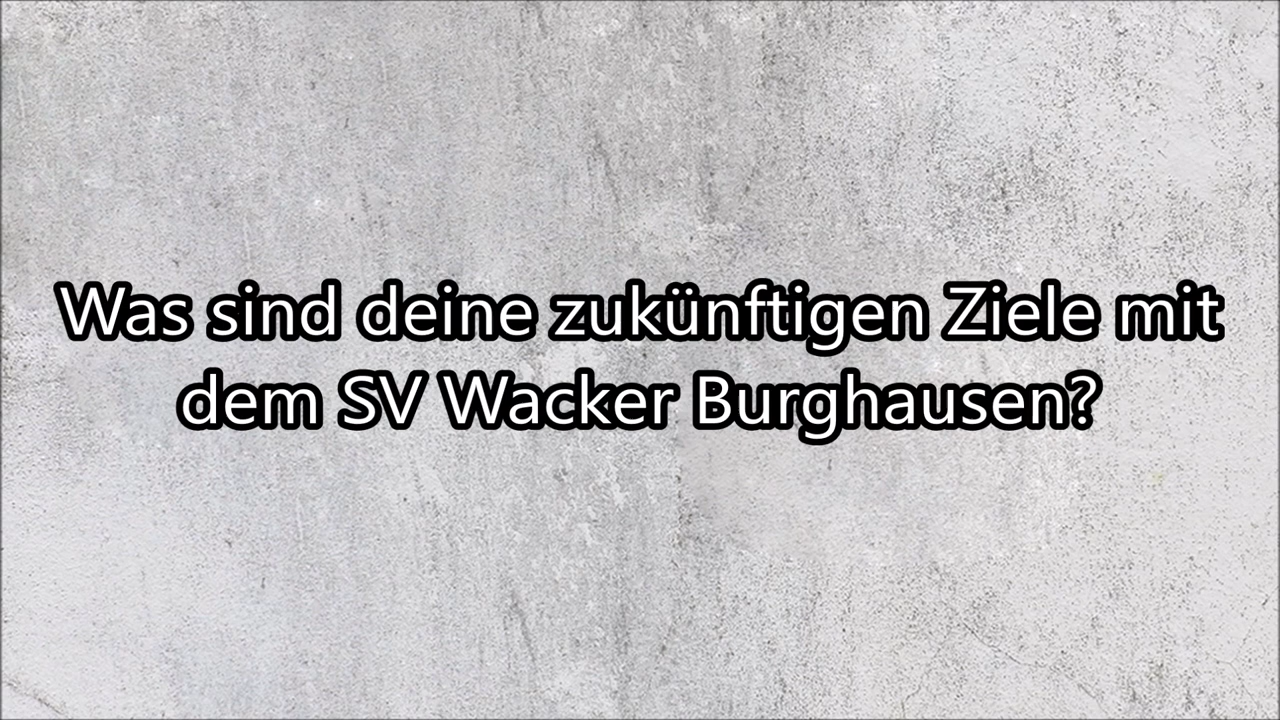 Was sind deine zukünftigen Ziele mit
dem SV Wacker Burghausen?